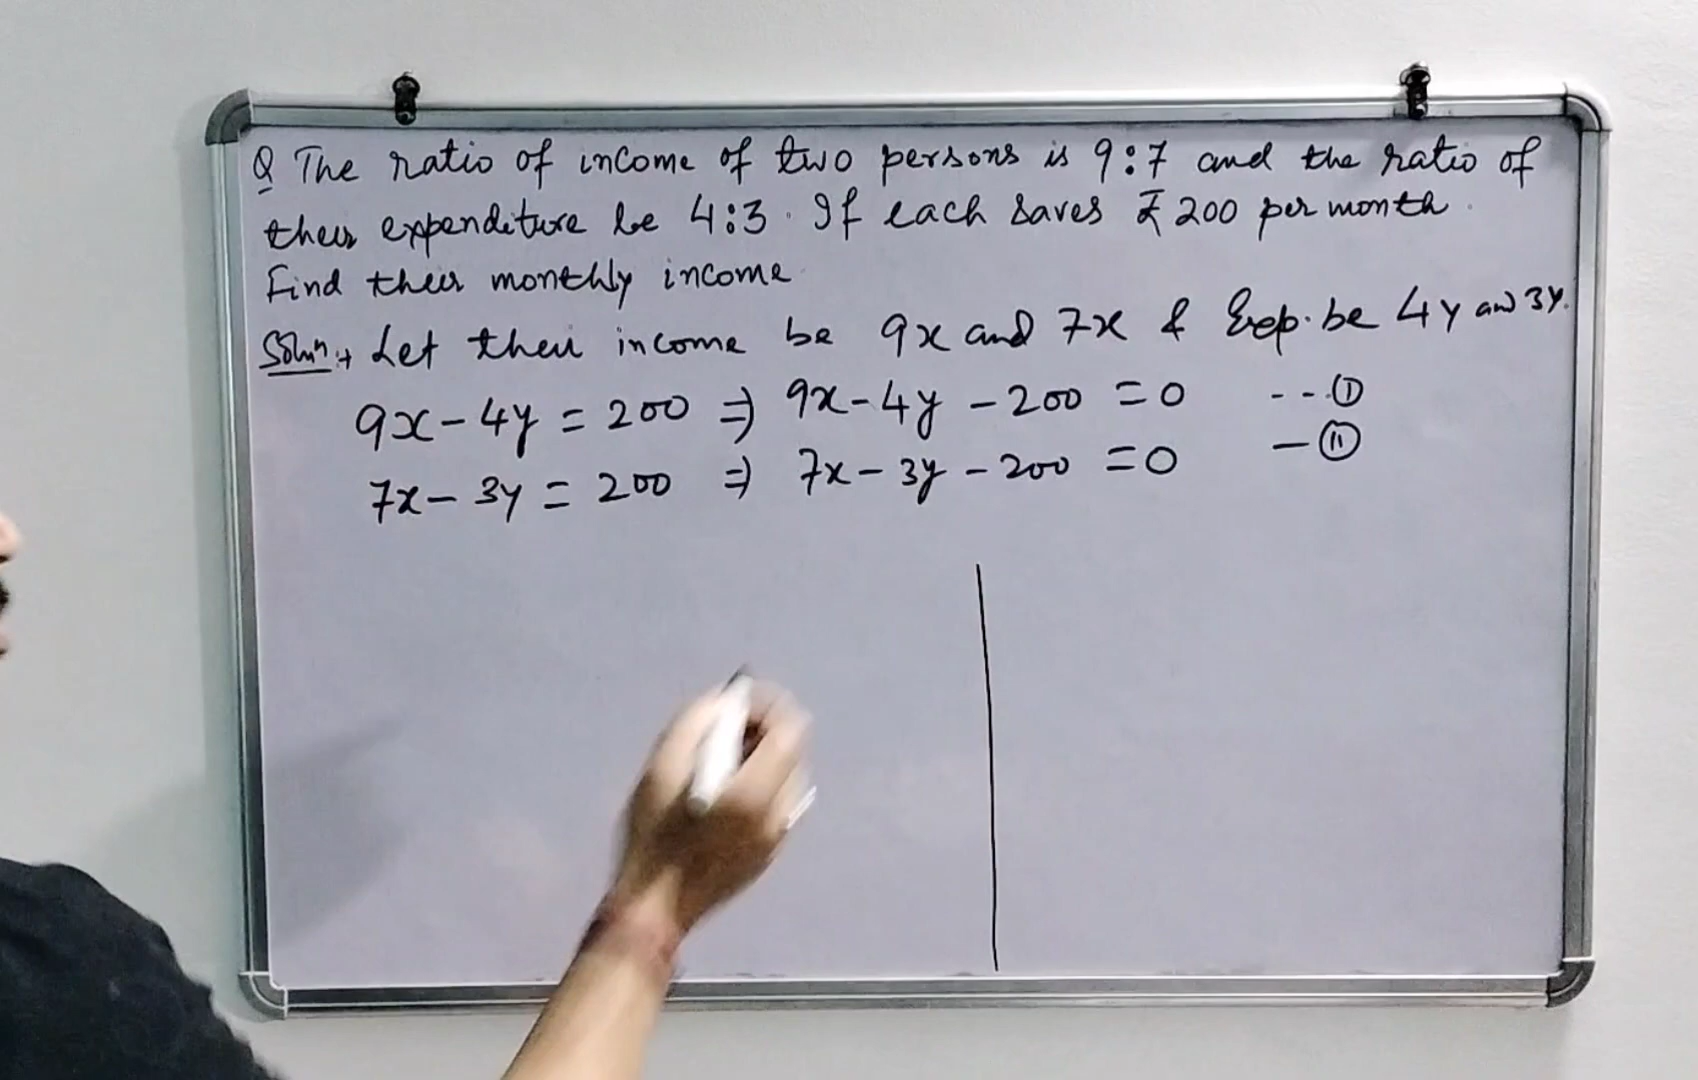 Q The ratio of income of two persons is 9:7 and the ratio of
their expenditure be 4:3. If each saves ₹ 200 per month.
Find their monthly income.
Soln:→ Let their income be 9x and 7x & Exp. be 4y and 3y.
9x - 4y = 200 ⇒ 9x - 4y - 200 = 0 ---(I)
7x - 3y = 200 ⇒ 7x - 3y - 200 = 0 -(II)